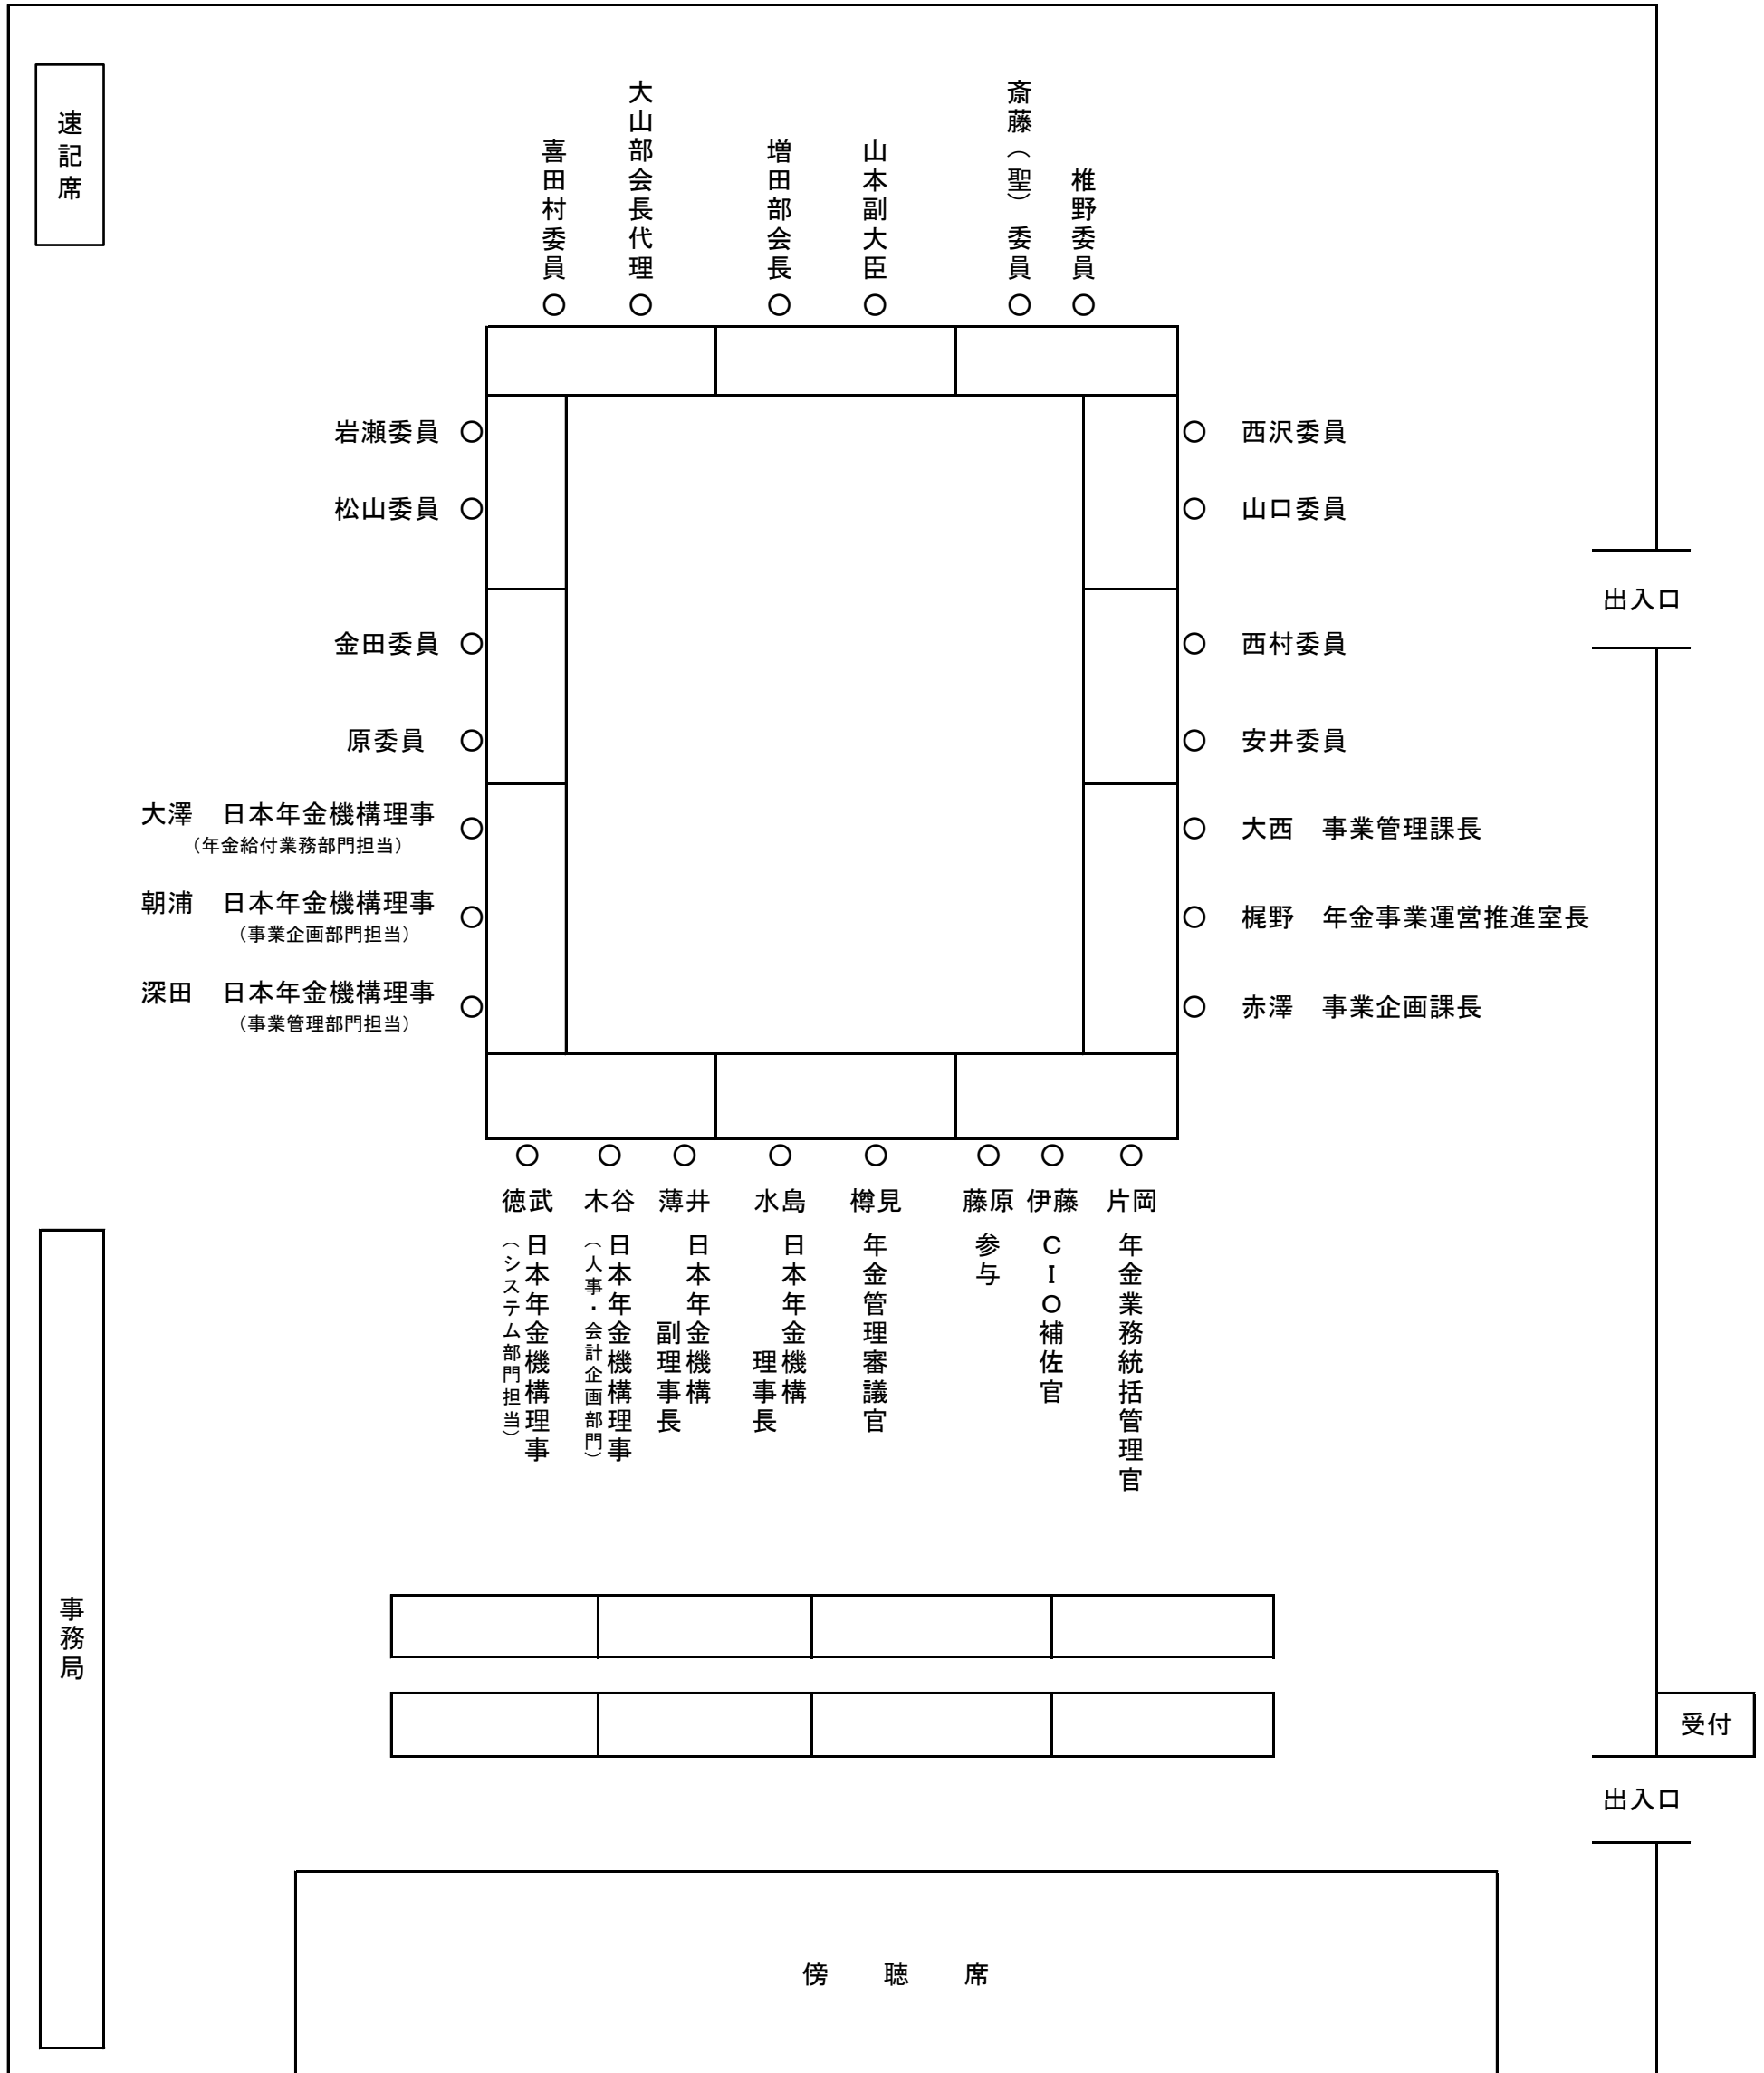 速記席
喜田村委員
大山部会長代理
増田部会長
山本副大臣
斎藤（聖）委員
椎野委員
岩瀬委員
西沢委員
松山委員
山口委員
出入口
金田委員
西村委員
原委員
安井委員
大澤　日本年金機構理事
（年金給付業務部門担当）
大西　事業管理課長
朝浦　日本年金機構理事
（事業企画部門担当）
梶野　年金事業運営推進室長
深田　日本年金機構理事
（事業管理部門担当）
赤澤　事業企画課長
徳武
日本年金機構理事
（システム部門担当）
木谷
日本年金機構理事
（人事・会計企画部門）
薄井
日本年金機構
副理事長
水島
日本年金機構
理事長
樽見
年金管理審議官
藤原
参与
伊藤
ＣＩＯ補佐官
片岡
年金業務統括管理官
事務局
受付
出入口
傍　聴　席